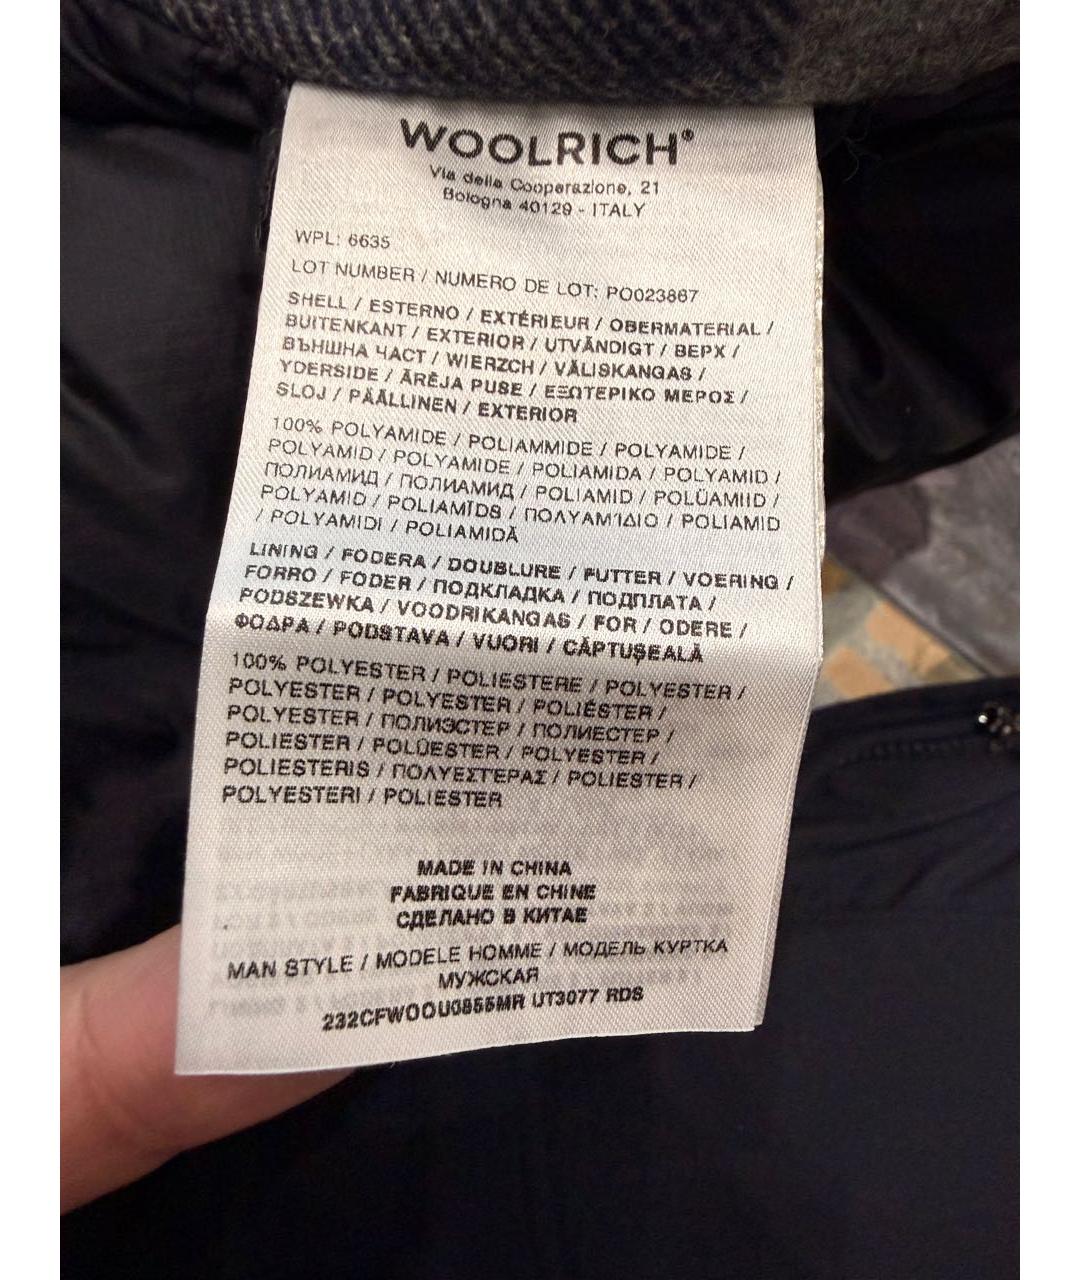 WOOLRICH®
Via della Cooperazione, 21
Bologna 40129 - ITALY
WPL: 6635
LOT NUMBER / NUMERO DE LOT: PO023867
SHELL / ESTERNO / EXTÉRIEUR / OBERMATERIAL /
BUITENKANT / EXTERIOR / UTVÄNDIGT / ВЕРХ /
ВЪНШНА ЧАСТ / WIERZCH / VÄLISKANGAS /
YDERSIDE / ĀRĒJA PUSE / ΕΞΩΤΕΡΙΚΟ ΜΕΡΟΣ /
SLOJ / PÄÄLLINEN / EXTERIOR
100% POLYAMIDE / POLIAMMIDE / POLYAMIDE /
POLYAMID / POLYAMIDE / POLIAMIDA / POLYAMID /
ПОЛИАМИД / ПОЛИАМИД / POLIAMID / POLÜAMIID /
POLYAMID / POLIAMĪDS / ΠΟΛΥΑΜΊΔΙΟ / POLIAMID
/ POLYAMIDI / POLIAMIDĂ
LINING / FODERA / DOUBLURE / FUTTER / VOERING /
FORRO / FODER / ПОДКЛАДКА / ПОДПЛАТА /
PODSZEWKA / VOODRIKANGAS / FOR / ODERE /
ΦΟΔΡΑ / PODSTAVA / VUORI / CĂPTUȘEALĂ
100% POLYESTER / POLIESTERE / POLYESTER /
POLYESTER / POLYESTER / POLIÉSTER /
POLYESTER / ПОЛИЭСТЕР / ПОЛИЕСТЕР /
POLIESTER / POLÜESTER / POLYESTER /
POLIESTERIS / ΠΟΛΥΕΣΤΕΡΑΣ / POLIESTER /
POLYESTERI / POLIESTER
MADE IN CHINA
FABRIQUE EN CHINE
СДЕЛАНО В КИТАЕ
MAN STYLE / MODELE HOMME / МОДЕЛЬ КУРТКА
МУЖСКАЯ
232CFWOOU0855MR UT3077 RDS